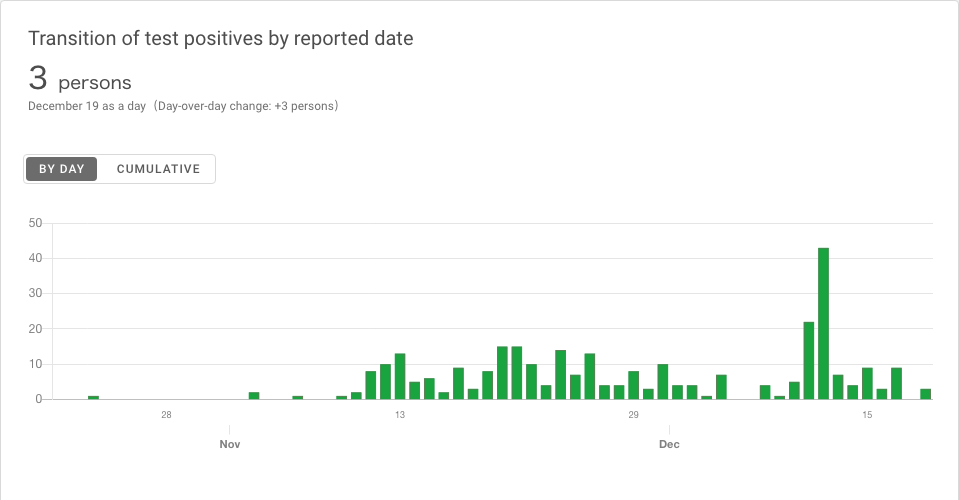 Transition of test positives by reported date
3 persons
December 19 as a day (Day-over-day change: +3 persons)
BY DAY CUMULATIVE
50
40
30
20
10
0
28 13 29 15
Nov Dec